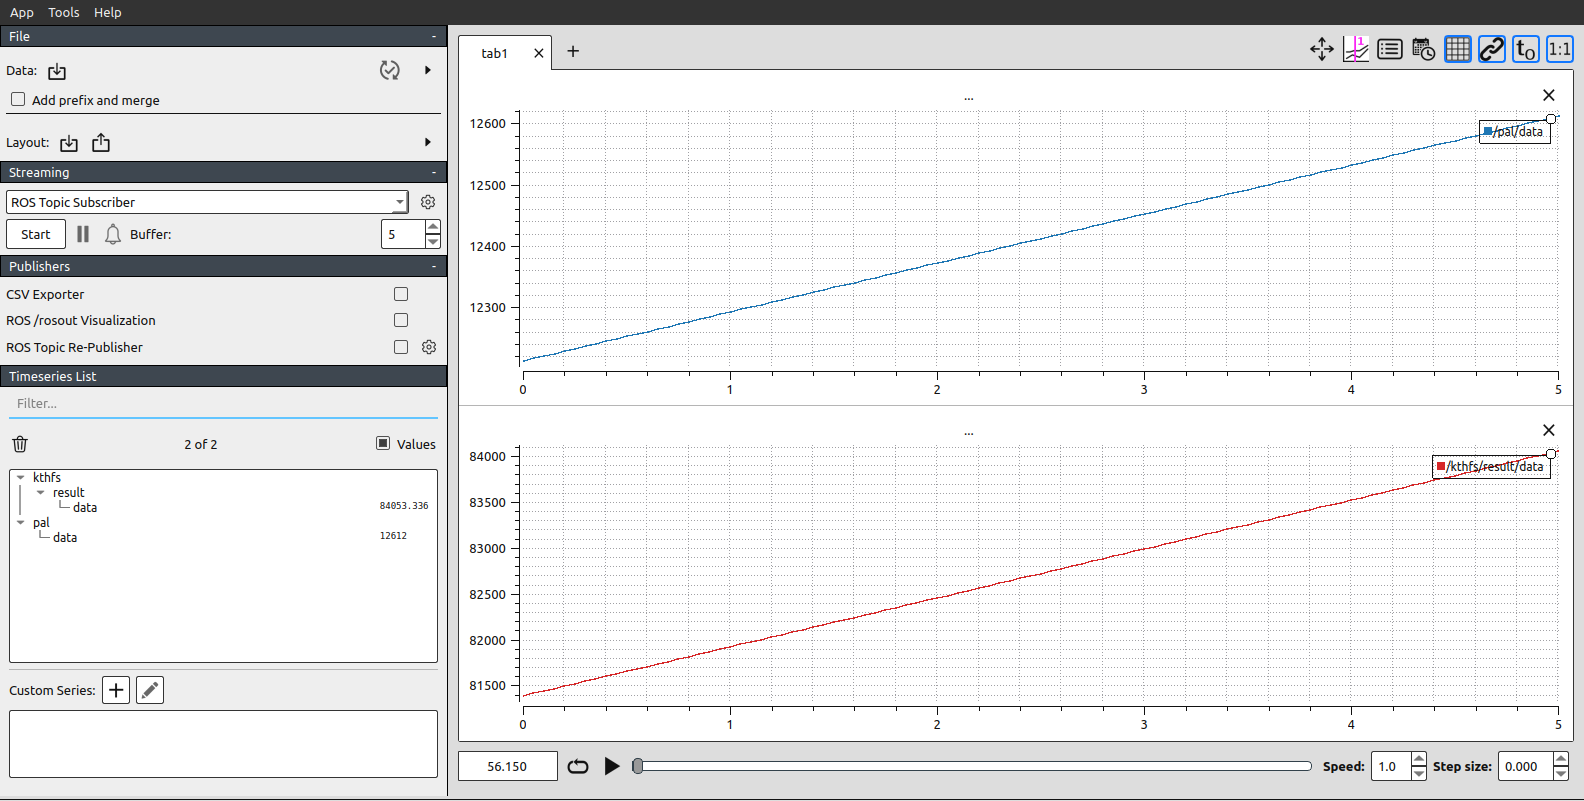 App Tools Help
File -
Data:
Add prefix and merge
Layout:
Streaming -
ROS Topic Subscriber
Start Buffer: 5
Publishers -
CSV Exporter
ROS /rosout Visualization
ROS Topic Re-Publisher
Timeseries List
Filter...
2 of 2 Values
kthfs
result
data 84053.336
pal
data 12612
Custom Series:
tab1
1 t0 1:1
...
12600
/pal/data
12500
12400
12300
0 1 2 3 4 5
...
84000
/kthfs/result/data
83500
83000
82500
82000
81500
0 1 2 3 4 5
56.150 Speed: 1.0 Step size: 0.000